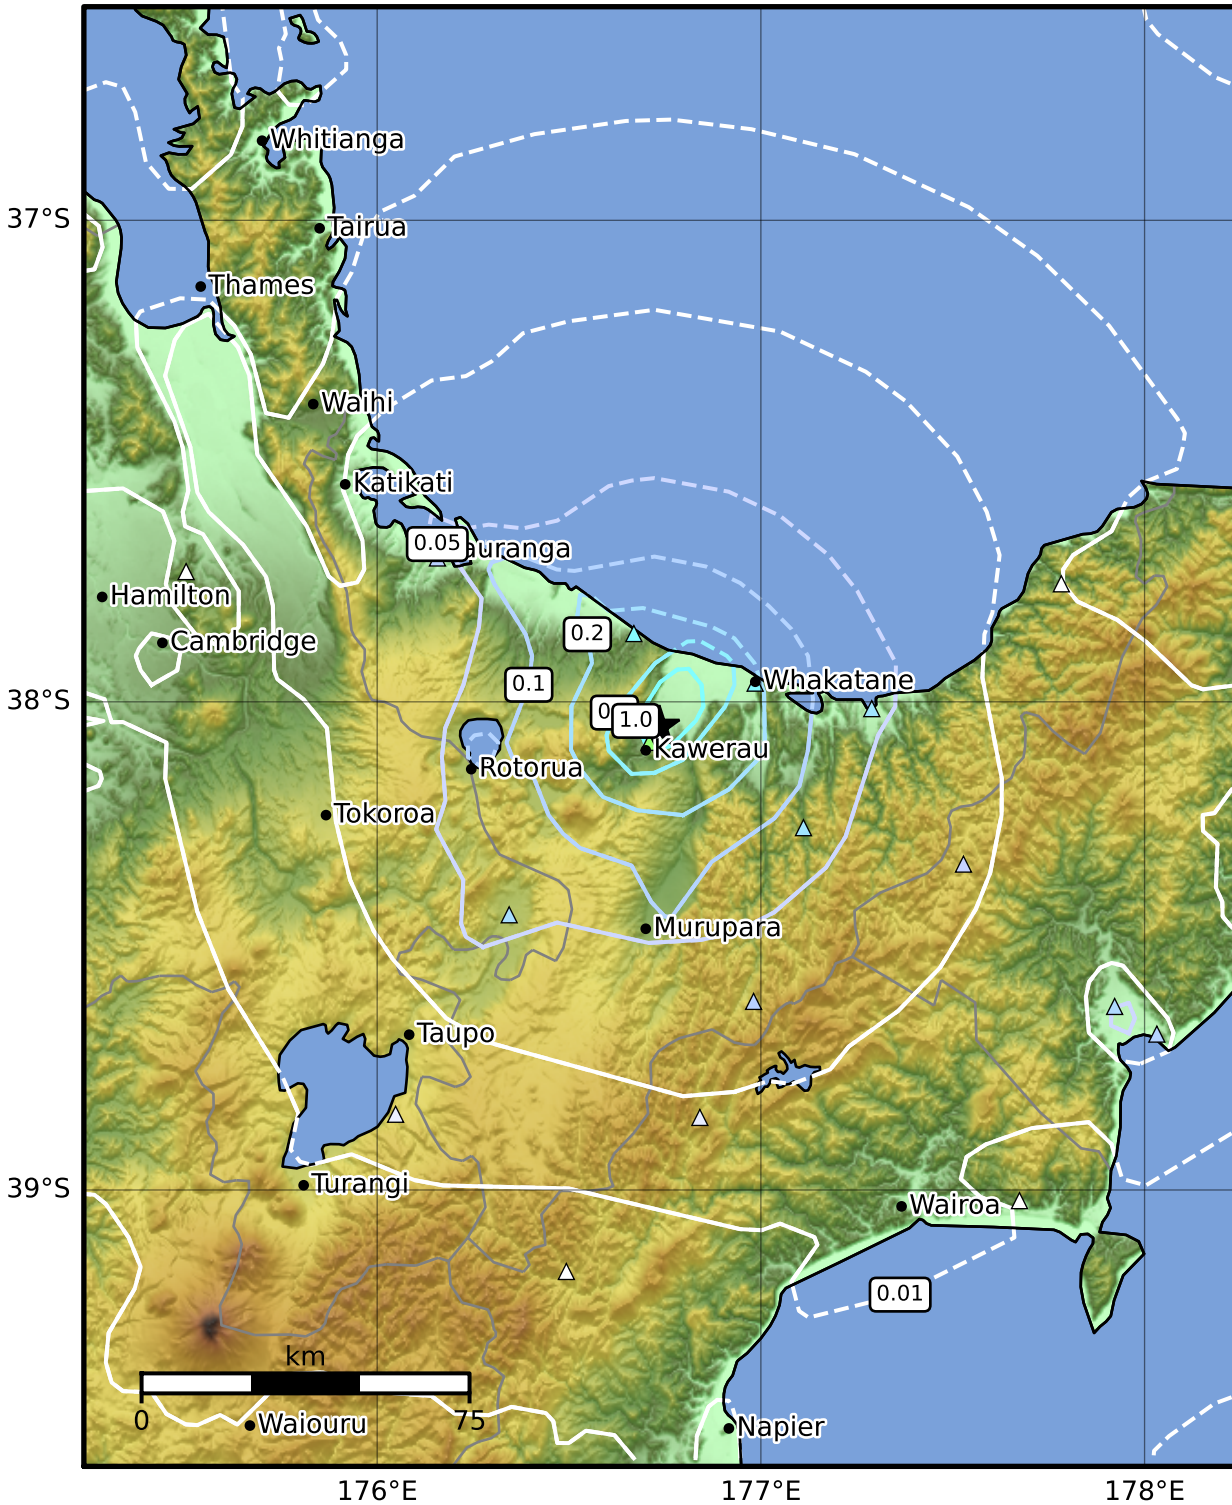 Whitianga
37°S
Tairua
Thames
Waihi
Katikati
0.05
auranga
Hamilton
0.2
Cambridge
0.1
Whakatane
38°S
0
1.0
Kawerau
Rotorua
Tokoroa
Murupara
Taupo
39°S
Turangi
Wairoa
0.01
km
0
75
Waiouru
Napier
176°E
177°E
178°E